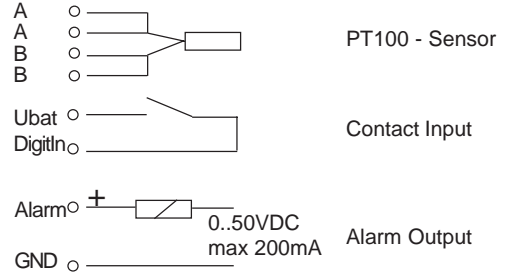 A
A
B
B
PT100 - Sensor
Ubat
DigitIn
Contact Input
Alarm
+
0..50VDC
max 200mA
Alarm Output
GND